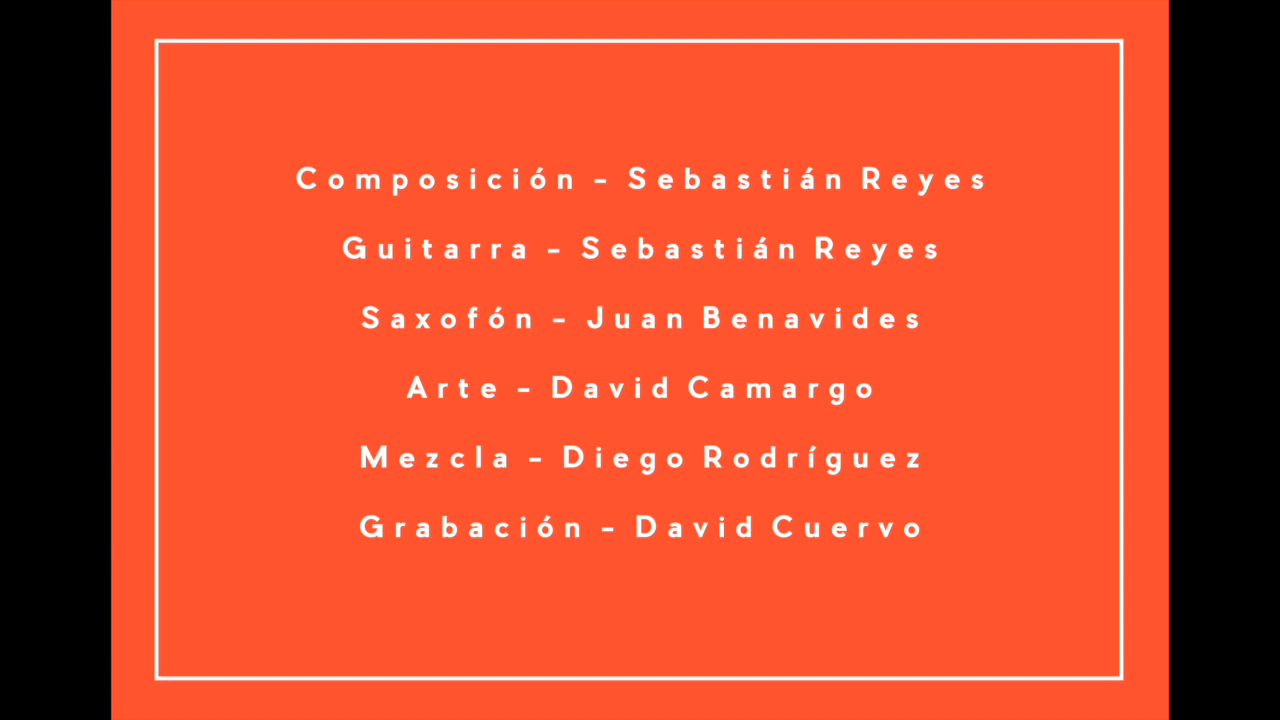 Composición - Sebastián Reyes
Guitarra - Sebastián Reyes
Saxofón - Juan Benavides
Arte - David Camargo
Mezcla - Diego Rodríguez
Grabación - David Cuervo